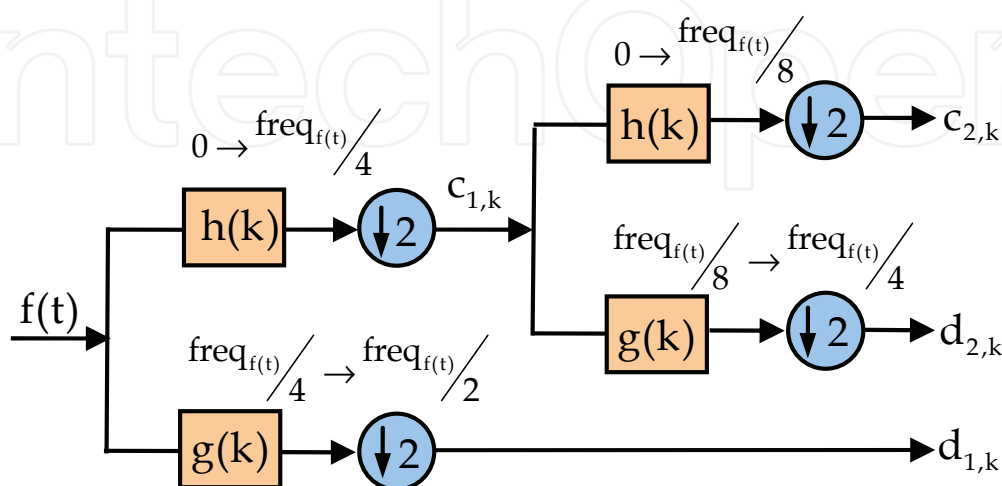 ntechOpen
0 → freq_f(t)/8
h(k)
↓2
c_2,k
0 → freq_f(t)/4
h(k)
↓2
c_1,k
freq_f(t)/8 → freq_f(t)/4
g(k)
↓2
d_2,k
f(t)
freq_f(t)/4 → freq_f(t)/2
g(k)
↓2
d_1,k